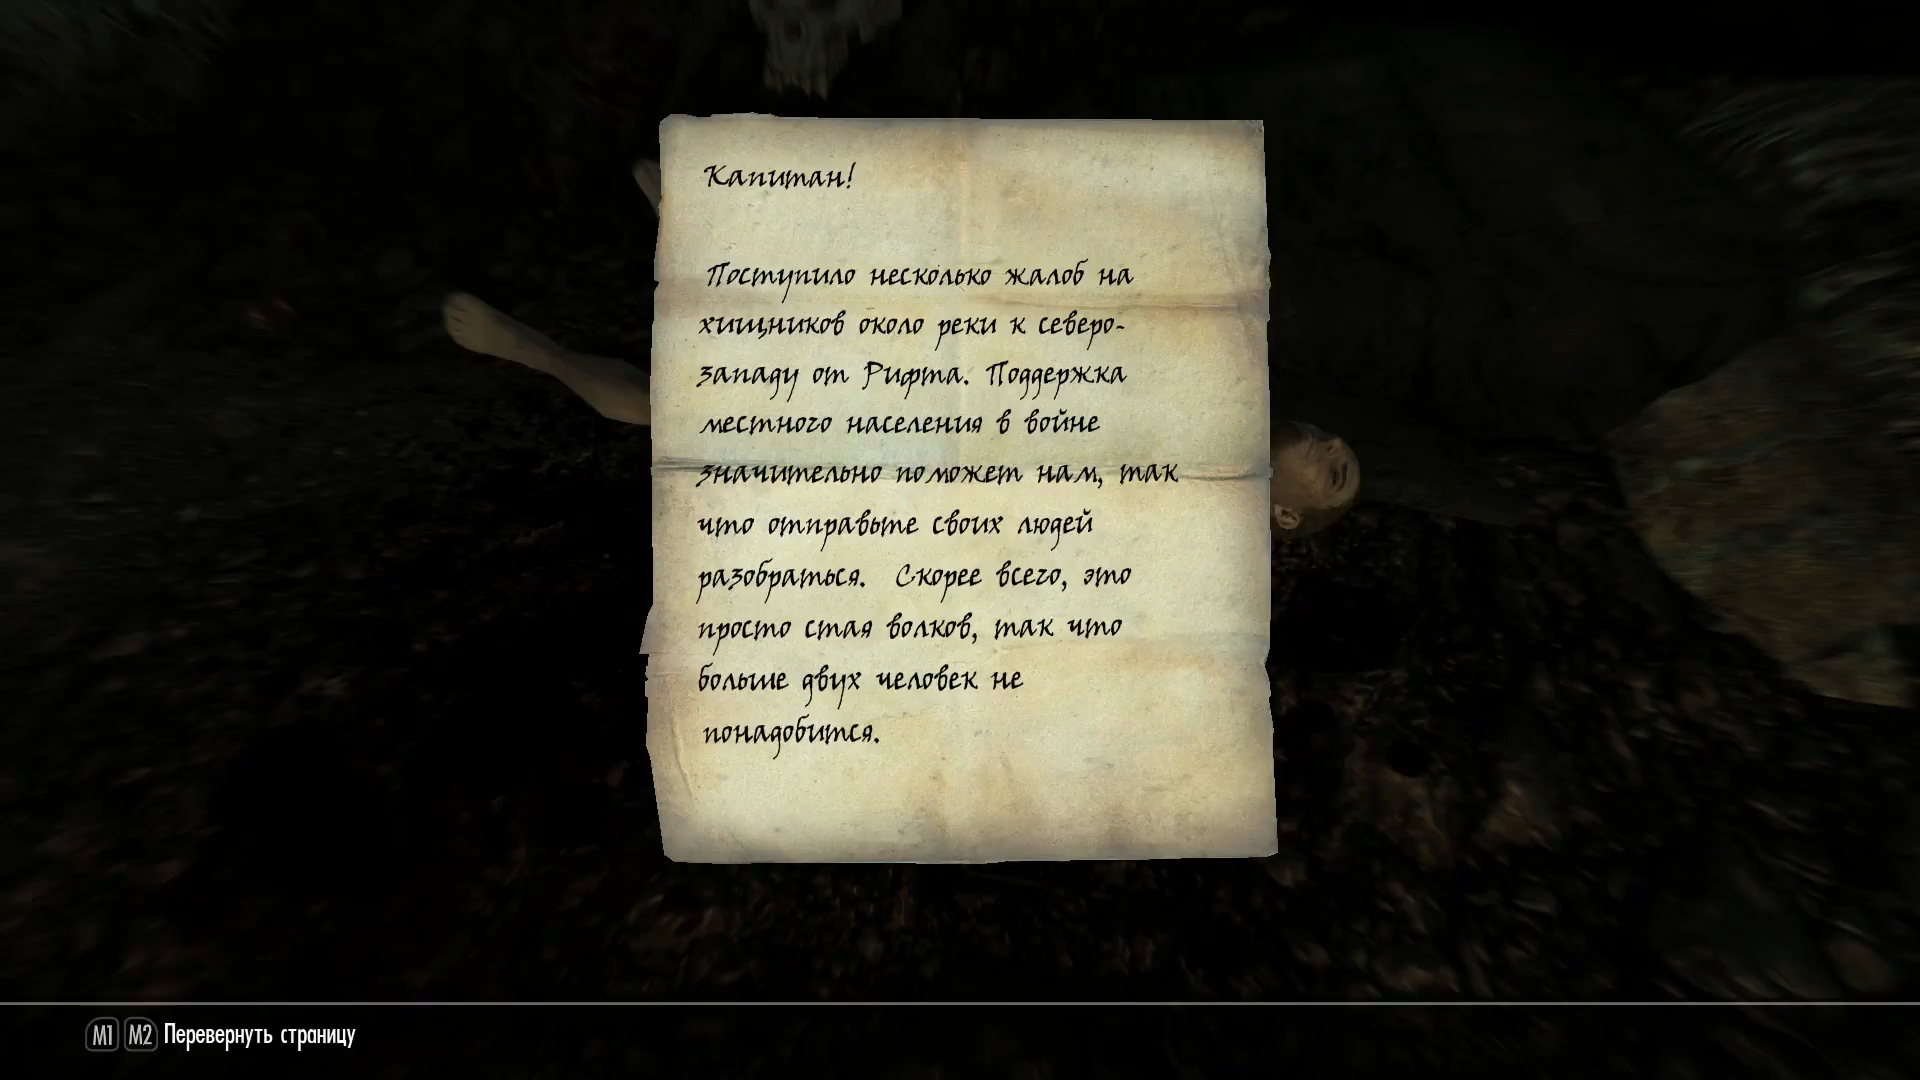 Капитан!
Поступило несколько жалоб на
хищников около реки к северо-
западу от Рифта. Поддержка
местного населения в войне
значительно поможет нам, так
что отправьте своих людей
разобраться. Скорее всего, это
просто стая волков, так что
больше двух человек не
понадобится.
M1 M2 Перевернуть страницу